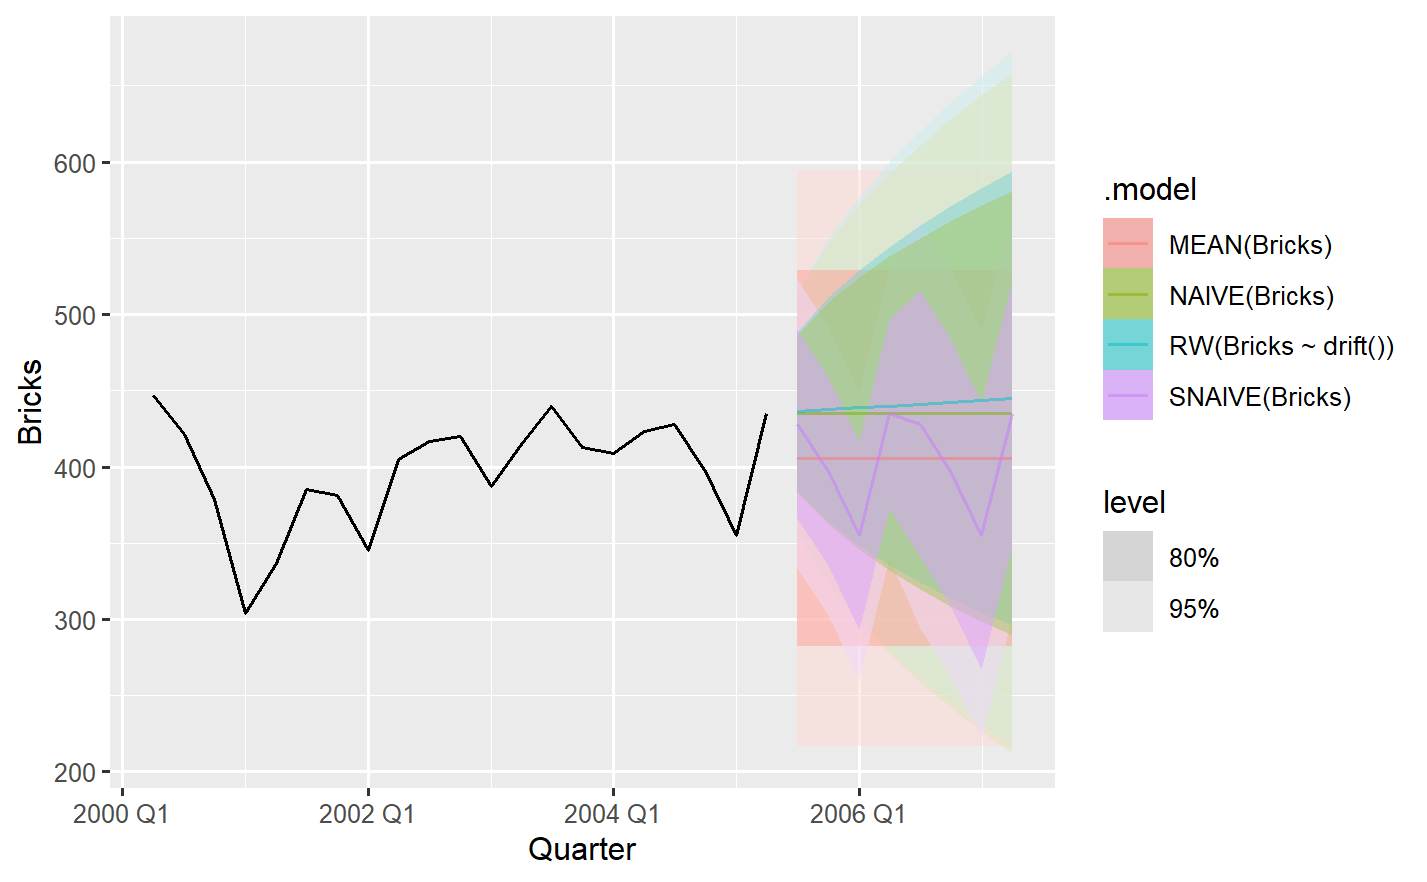 600
500
400
300
200
Bricks
2000 Q1
2002 Q1
2004 Q1
2006 Q1
Quarter
.model
MEAN(Bricks)
NAIVE(Bricks)
RW(Bricks ~ drift())
SNAIVE(Bricks)
level
80%
95%